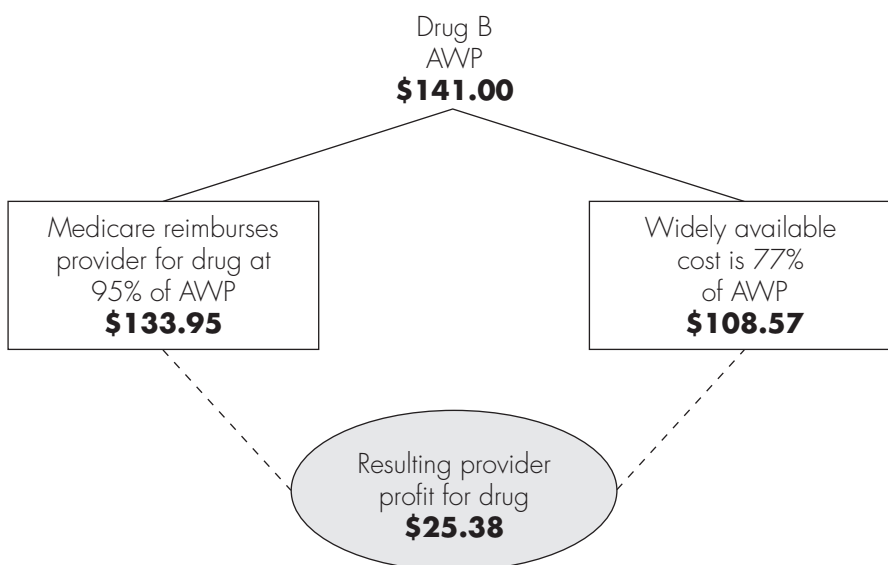 Drug B
AWP
$141.00
Medicare reimburses
provider for drug at
95% of AWP
$133.95
Widely available
cost is 77%
of AWP
$108.57
Resulting provider
profit for drug
$25.38